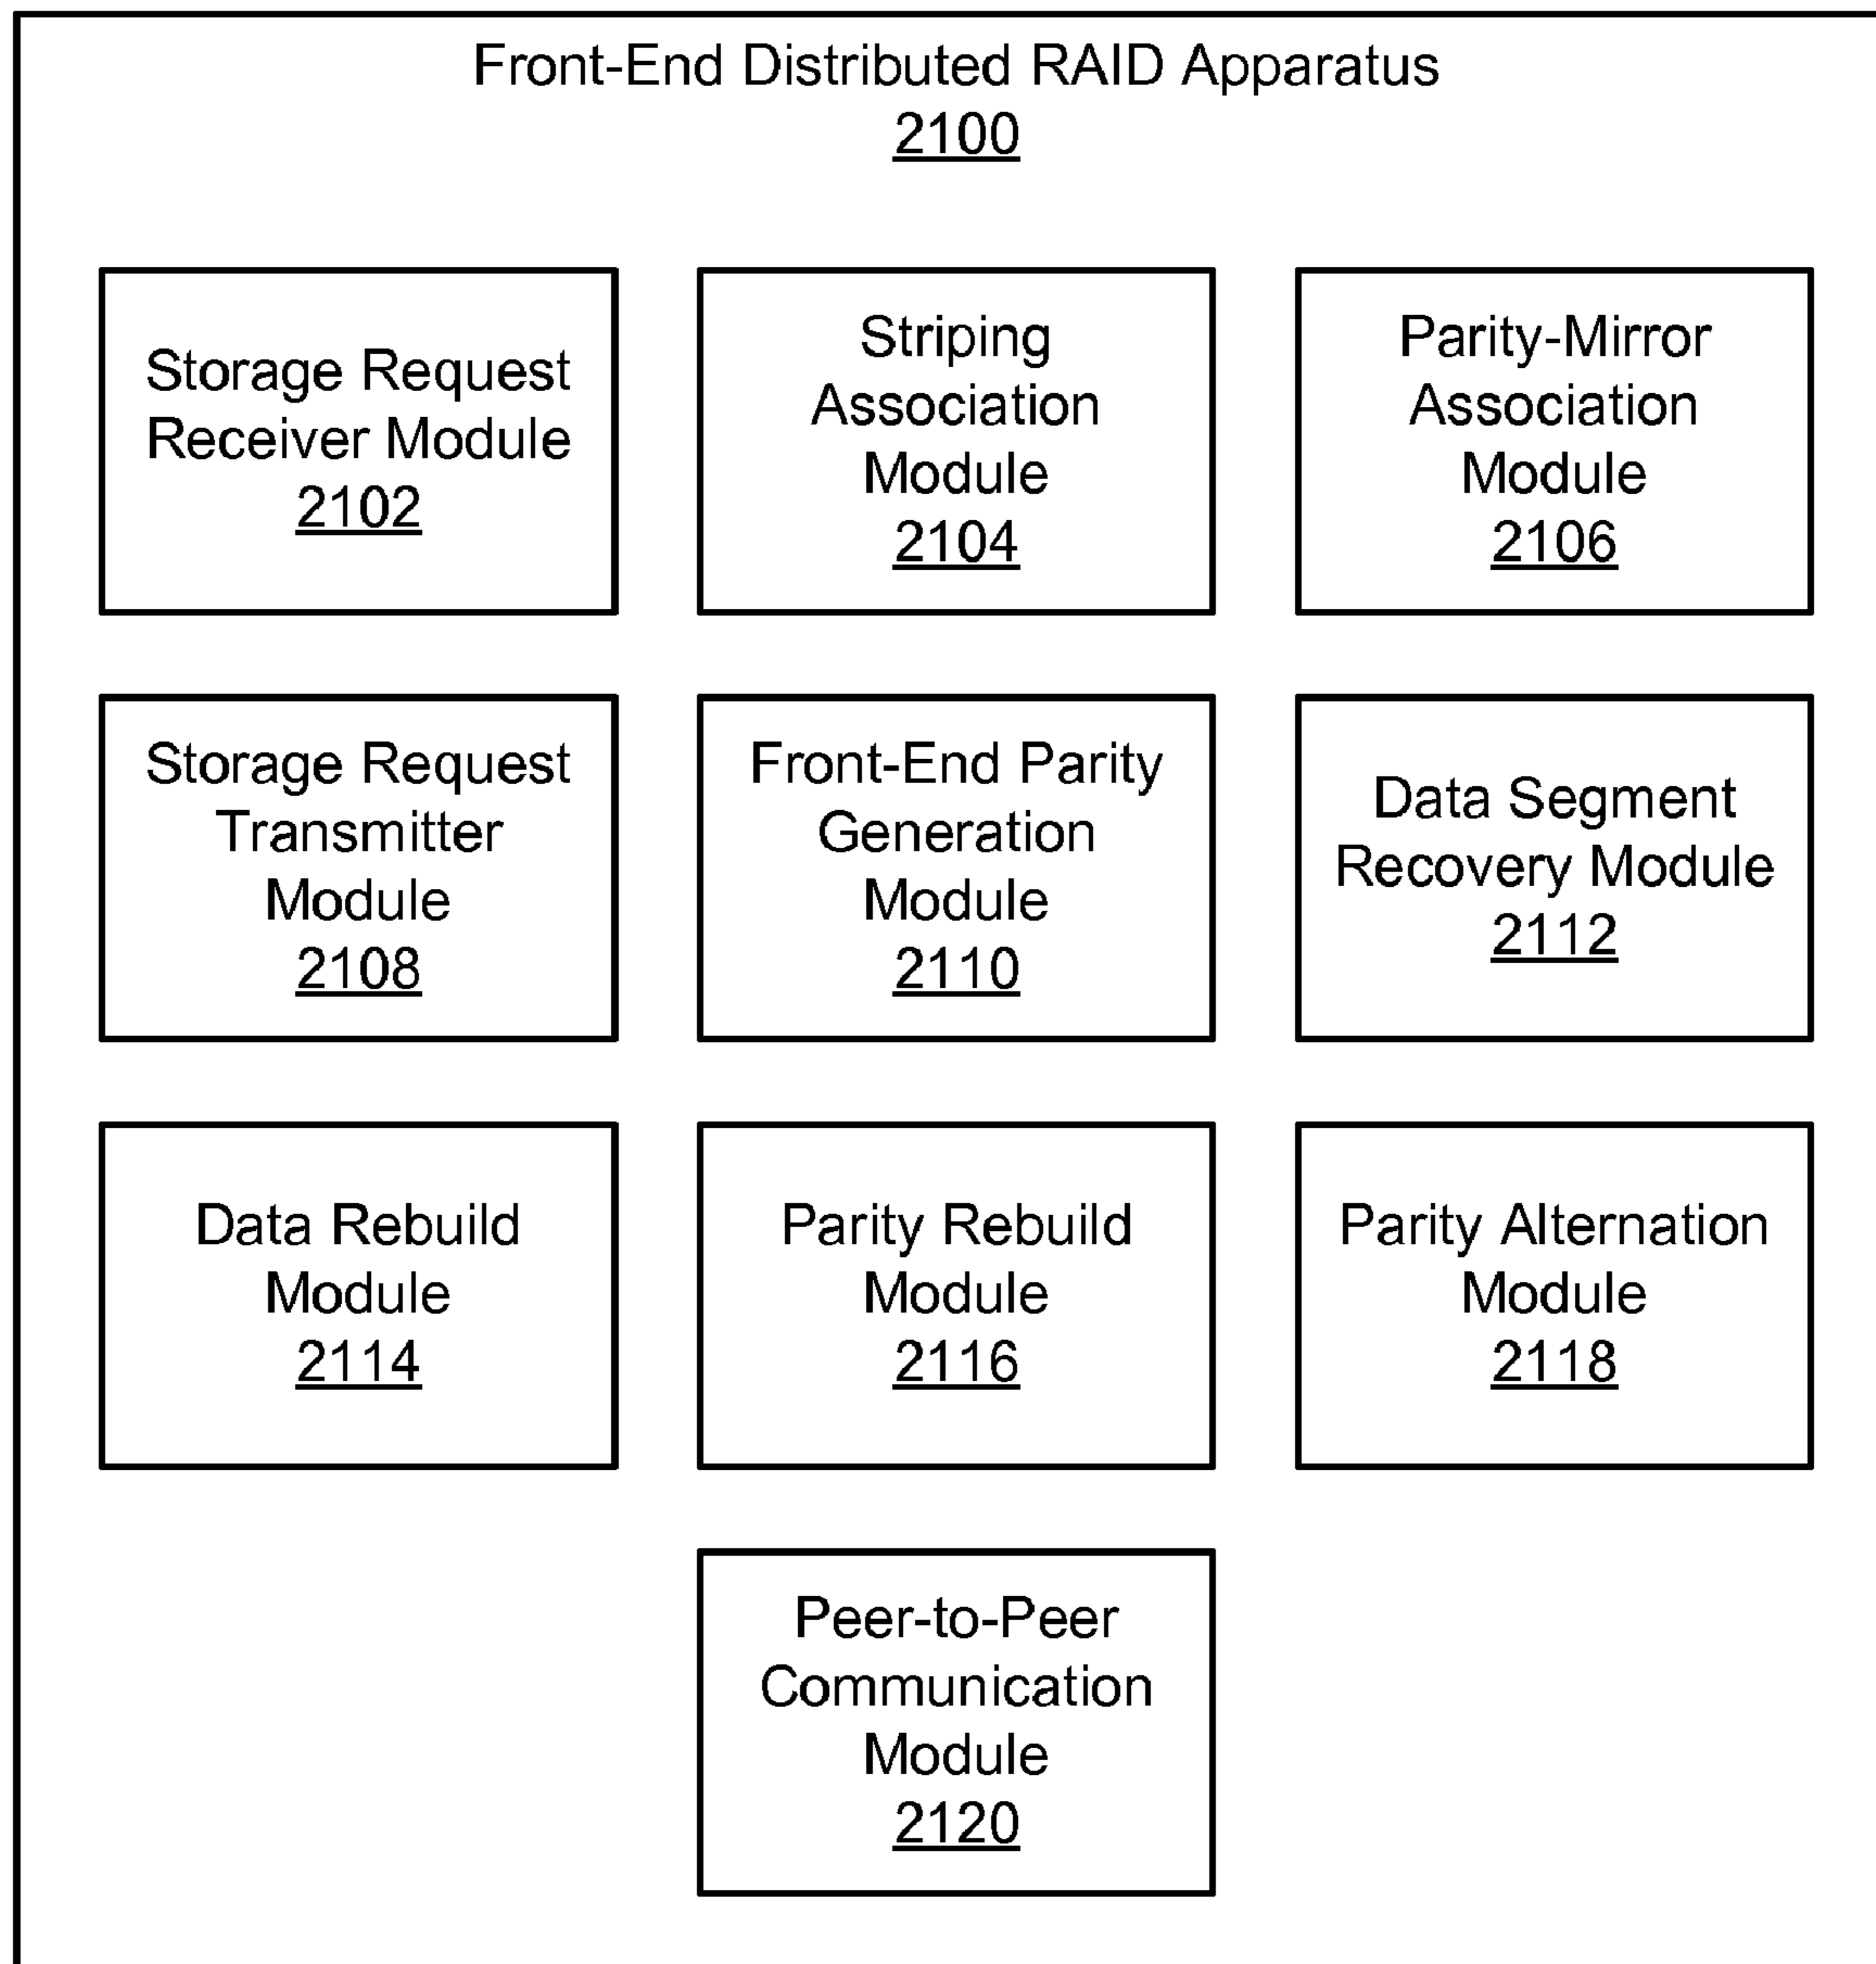 Front-End Distributed RAID Apparatus
2100
Storage Request
Receiver Module
2102
Striping
Association
Module
2104
Parity-Mirror
Association
Module
2106
Storage Request
Transmitter
Module
2108
Front-End Parity
Generation
Module
2110
Data Segment
Recovery Module
2112
Data Rebuild
Module
2114
Parity Rebuild
Module
2116
Parity Alternation
Module
2118
Peer-to-Peer
Communication
Module
2120